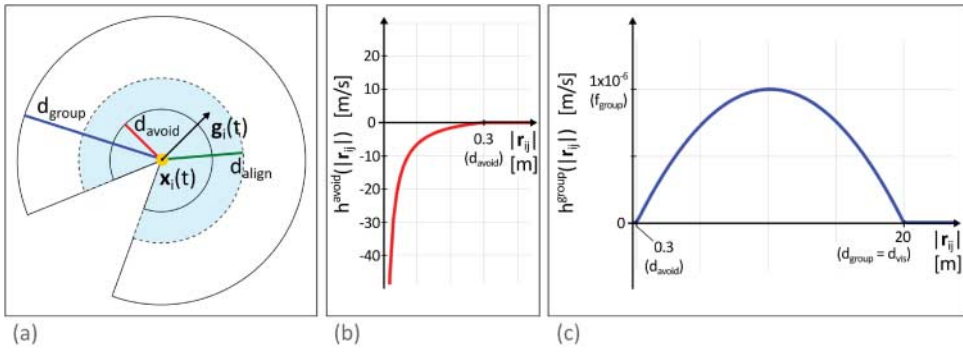 d_group
d_avoid
g_i(t)
x_i(t)
d_align
(a)
h^avoid(|r_ij|) [m/s]
20
10
0
-10
-20
-30
-40
0.3
(d_avoid)
|r_ij|
[m]
(b)
h^group(|r_ij|) [m/s]
1x10^-6
(f_group)
0
0.3
(d_avoid)
20
(d_group = d_vis)
|r_ij|
[m]
(c)